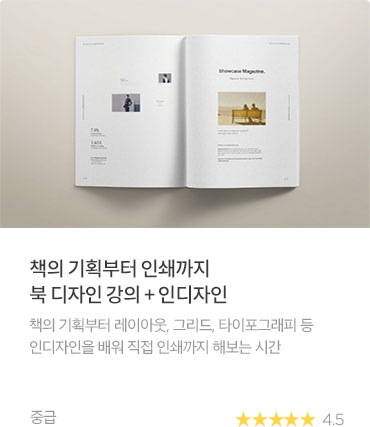 Showcase Magazine.
책의 기획부터 인쇄까지
북 디자인 강의 + 인디자인
책의 기획부터 레이아웃, 그리드, 타이포그래피 등
인디자인을 배워 직접 인쇄까지 해보는 시간
중급
4.5